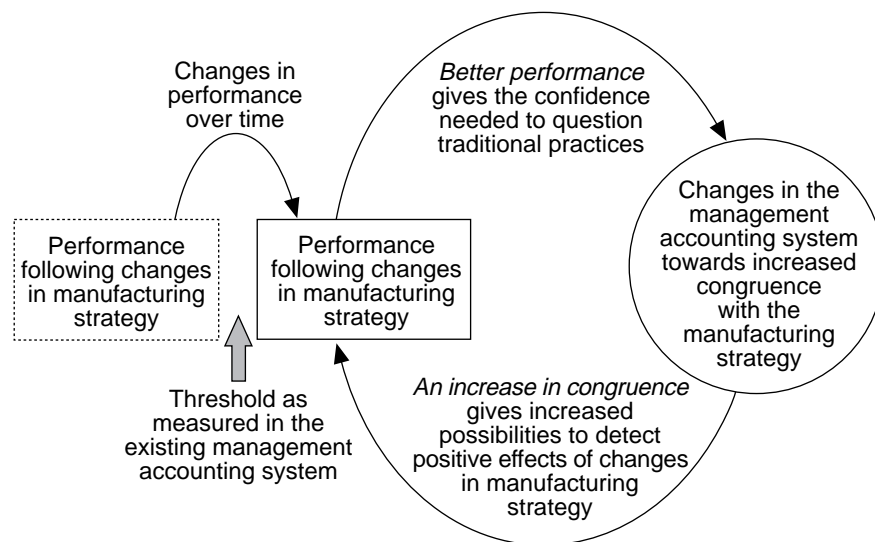 Changes in
performance
over time
Better performance
gives the confidence
needed to question
traditional practices
Performance
following changes
in manufacturing
strategy
Performance
following changes
in manufacturing
strategy
Changes in the
management
accounting system
towards increased
congruence
with the
manufacturing
strategy
Threshold as
measured in the
existing management
accounting system
An increase in congruence
gives increased
possibilities to detect
positive effects of changes
in manufacturing
strategy